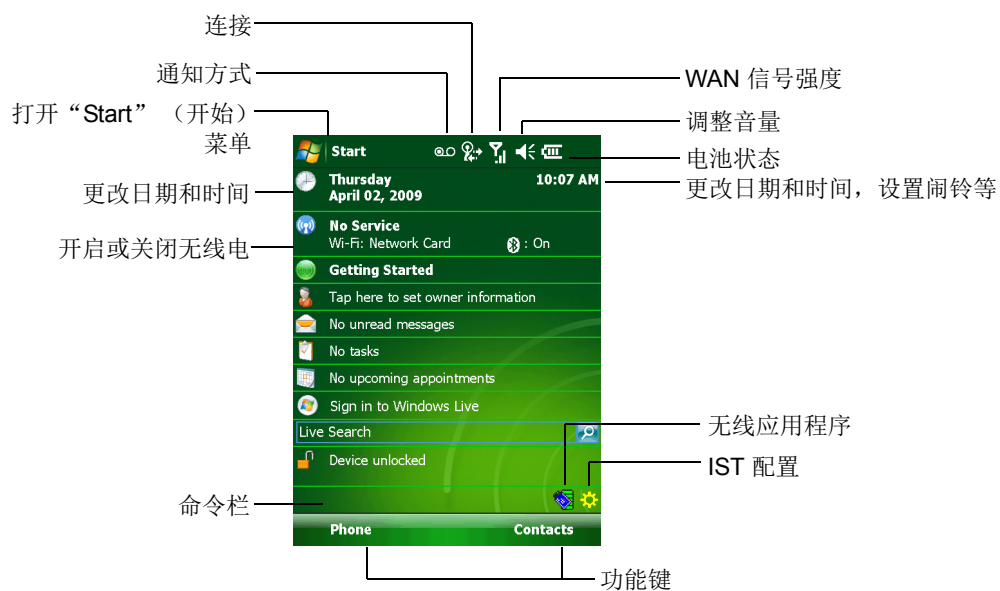 连接
通知方式
WAN 信号强度
打开“Start”（开始）
菜单
调整音量
电池状态
更改日期和时间
更改日期和时间，设置闹铃等
开启或关闭无线电
Start
Thursday
April 02, 2009
10:07 AM
No Service
Wi-Fi: Network Card
: On
Getting Started
Tap here to set owner information
No unread messages
No tasks
No upcoming appointments
Sign in to Windows Live
Live Search
Device unlocked
无线应用程序
IST 配置
命令栏
Phone
Contacts
功能键